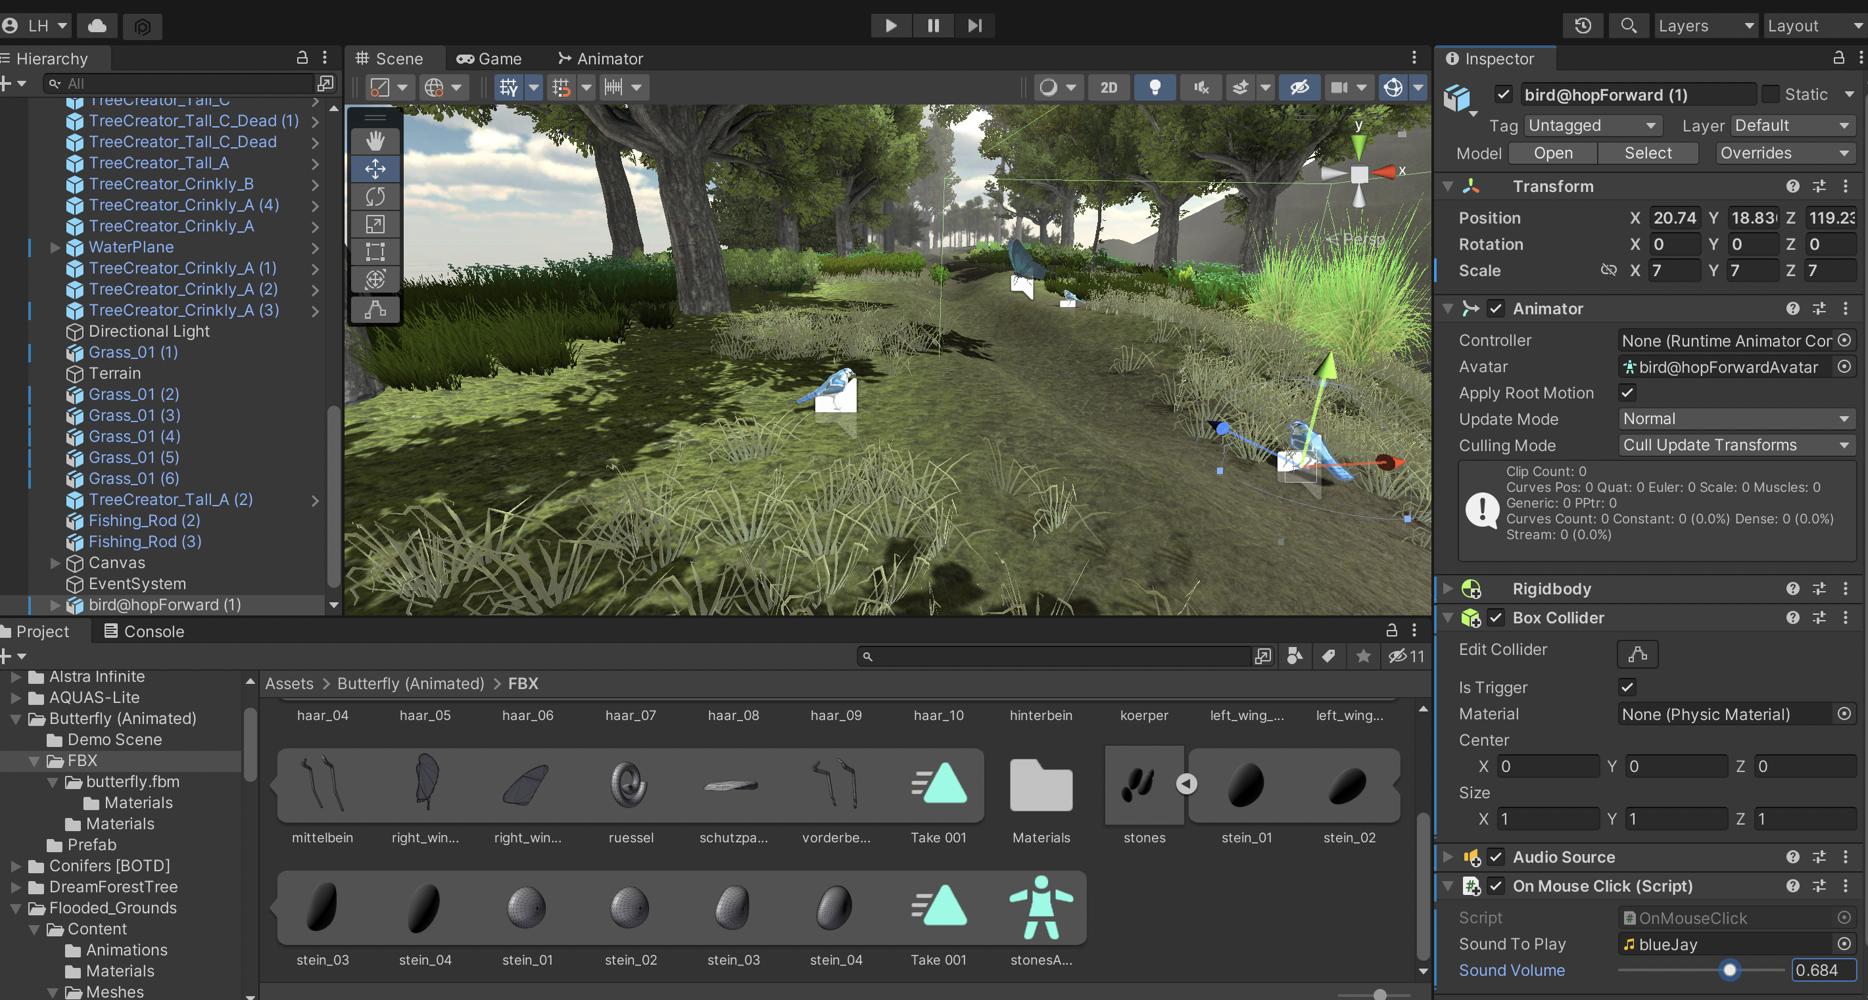 LH
Layers
Layout
Hierarchy
All
TreeCreator_Tall_C
TreeCreator_Tall_C_Dead (1)
TreeCreator_Tall_C_Dead
TreeCreator_Tall_A
TreeCreator_Crinkly_B
TreeCreator_Crinkly_A (4)
TreeCreator_Crinkly_A
WaterPlane
TreeCreator_Crinkly_A (1)
TreeCreator_Crinkly_A (2)
TreeCreator_Crinkly_A (3)
Directional Light
Grass_01 (1)
Terrain
Grass_01 (2)
Grass_01 (3)
Grass_01 (4)
Grass_01 (5)
Grass_01 (6)
TreeCreator_Tall_A (2)
Fishing_Rod (2)
Fishing_Rod (3)
Canvas
EventSystem
bird@hopForward (1)
Scene
Game
Animator
2D
y
x
Persp
Inspector
bird@hopForward (1)
Static
Tag Untagged Layer Default
Model Open Select Overrides
Transform
Position X 20.74 Y 18.83 Z 119.23
Rotation X 0 Y 0 Z 0
Scale X 7 Y 7 Z 7
Animator
Controller None (Runtime Animator Cor
Avatar bird@hopForwardAvatar
Apply Root Motion
Update Mode Normal
Culling Mode Cull Update Transforms
Clip Count: 0
Curves Pos: 0 Quat: 0 Euler: 0 Scale: 0 Muscles: 0
Generic: 0 PPtr: 0
Curves Count: 0 Constant: 0 (0.0%) Dense: 0 (0.0%)
Stream: 0 (0.0%)
Rigidbody
Box Collider
Edit Collider
Is Trigger
Material None (Physic Material)
Center
X 0 Y 0 Z 0
Size
X 1 Y 1 Z 1
Audio Source
On Mouse Click (Script)
Script OnMouseClick
Sound To Play blueJay
Sound Volume 0.684
Project
Console
11
Alstra Infinite
AQUAS-Lite
Butterfly (Animated)
Demo Scene
FBX
butterfly.fbm
Materials
Materials
Prefab
Conifers [BOTD]
DreamForestTree
Flooded_Grounds
Content
Animations
Materials
Meshes
Assets > Butterfly (Animated) > FBX
haar_04 haar_05 haar_06 haar_07 haar_08 haar_09 haar_10 hinterbein koerper left_wing_... left_wing...
mittelbein right_win... right_win... ruessel schutzpa... vorderbe... Take 001 Materials stones stein_01 stein_02
stein_03 stein_04 stein_01 stein_02 stein_03 stein_04 Take 001 stonesA...